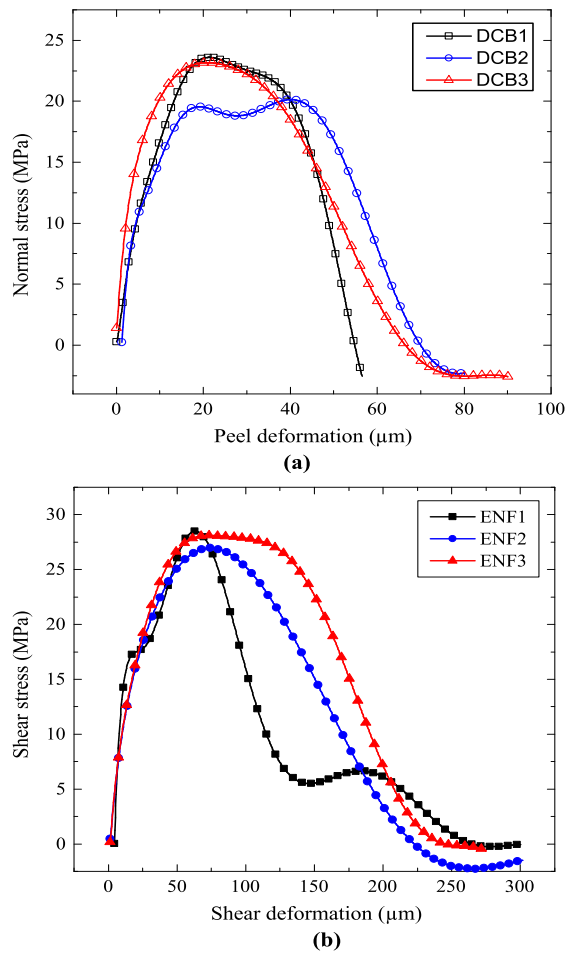 DCB1
DCB2
DCB3
30
25
20
15
10
5
0
Normal stress (MPa)
0 20 40 60 80 100
Peel deformation (μm)
(a)
ENF1
ENF2
ENF3
30
25
20
15
10
5
0
Shear stress (MPa)
0 50 100 150 200 250 300
Shear deformation (μm)
(b)